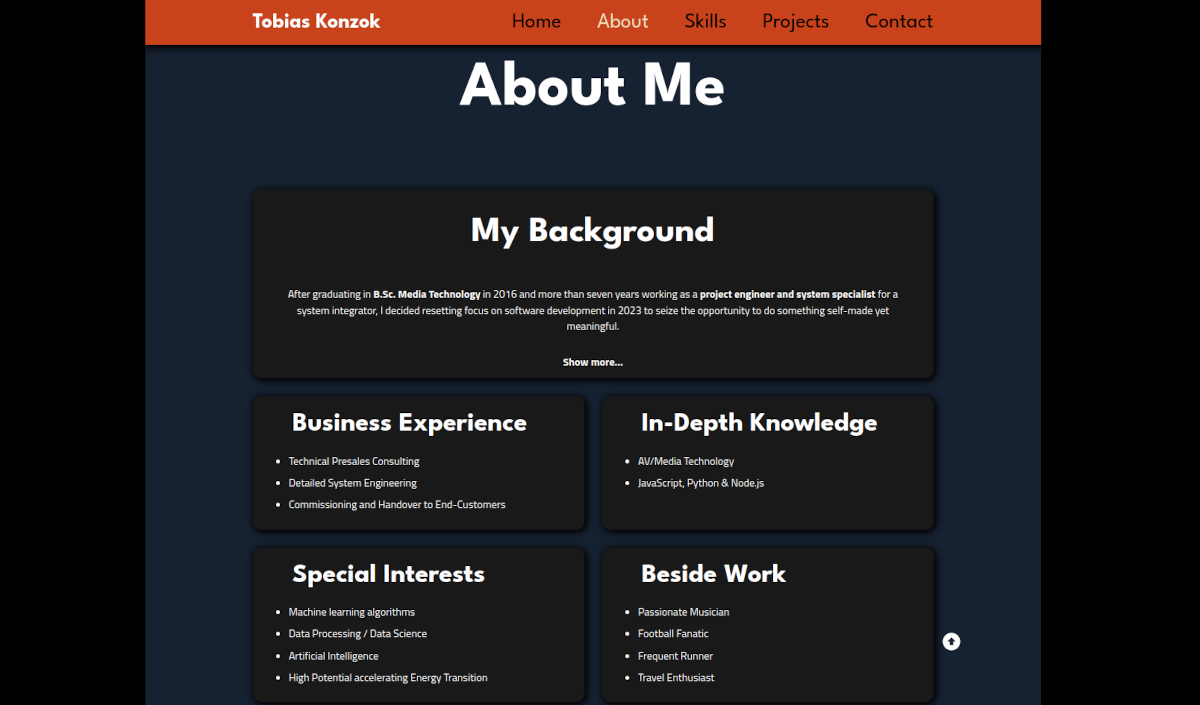 Tobias Konzok Home About Skills Projects Contact
About Me
My Background
After graduating in B.Sc. Media Technology in 2016 and more than seven years working as a project engineer and system specialist for a
system integrator, I decided resetting focus on software development in 2023 to seize the opportunity to do something self-made yet
meaningful.
Show more...
Business Experience
Technical Presales Consulting
Detailed System Engineering
Commissioning and Handover to End-Customers
In-Depth Knowledge
AV/Media Technology
JavaScript, Python & Node.js
Special Interests
Machine learning algorithms
Data Processing / Data Science
Artificial Intelligence
High Potential accelerating Energy Transition
Beside Work
Passionate Musician
Football Fanatic
Frequent Runner
Travel Enthusiast